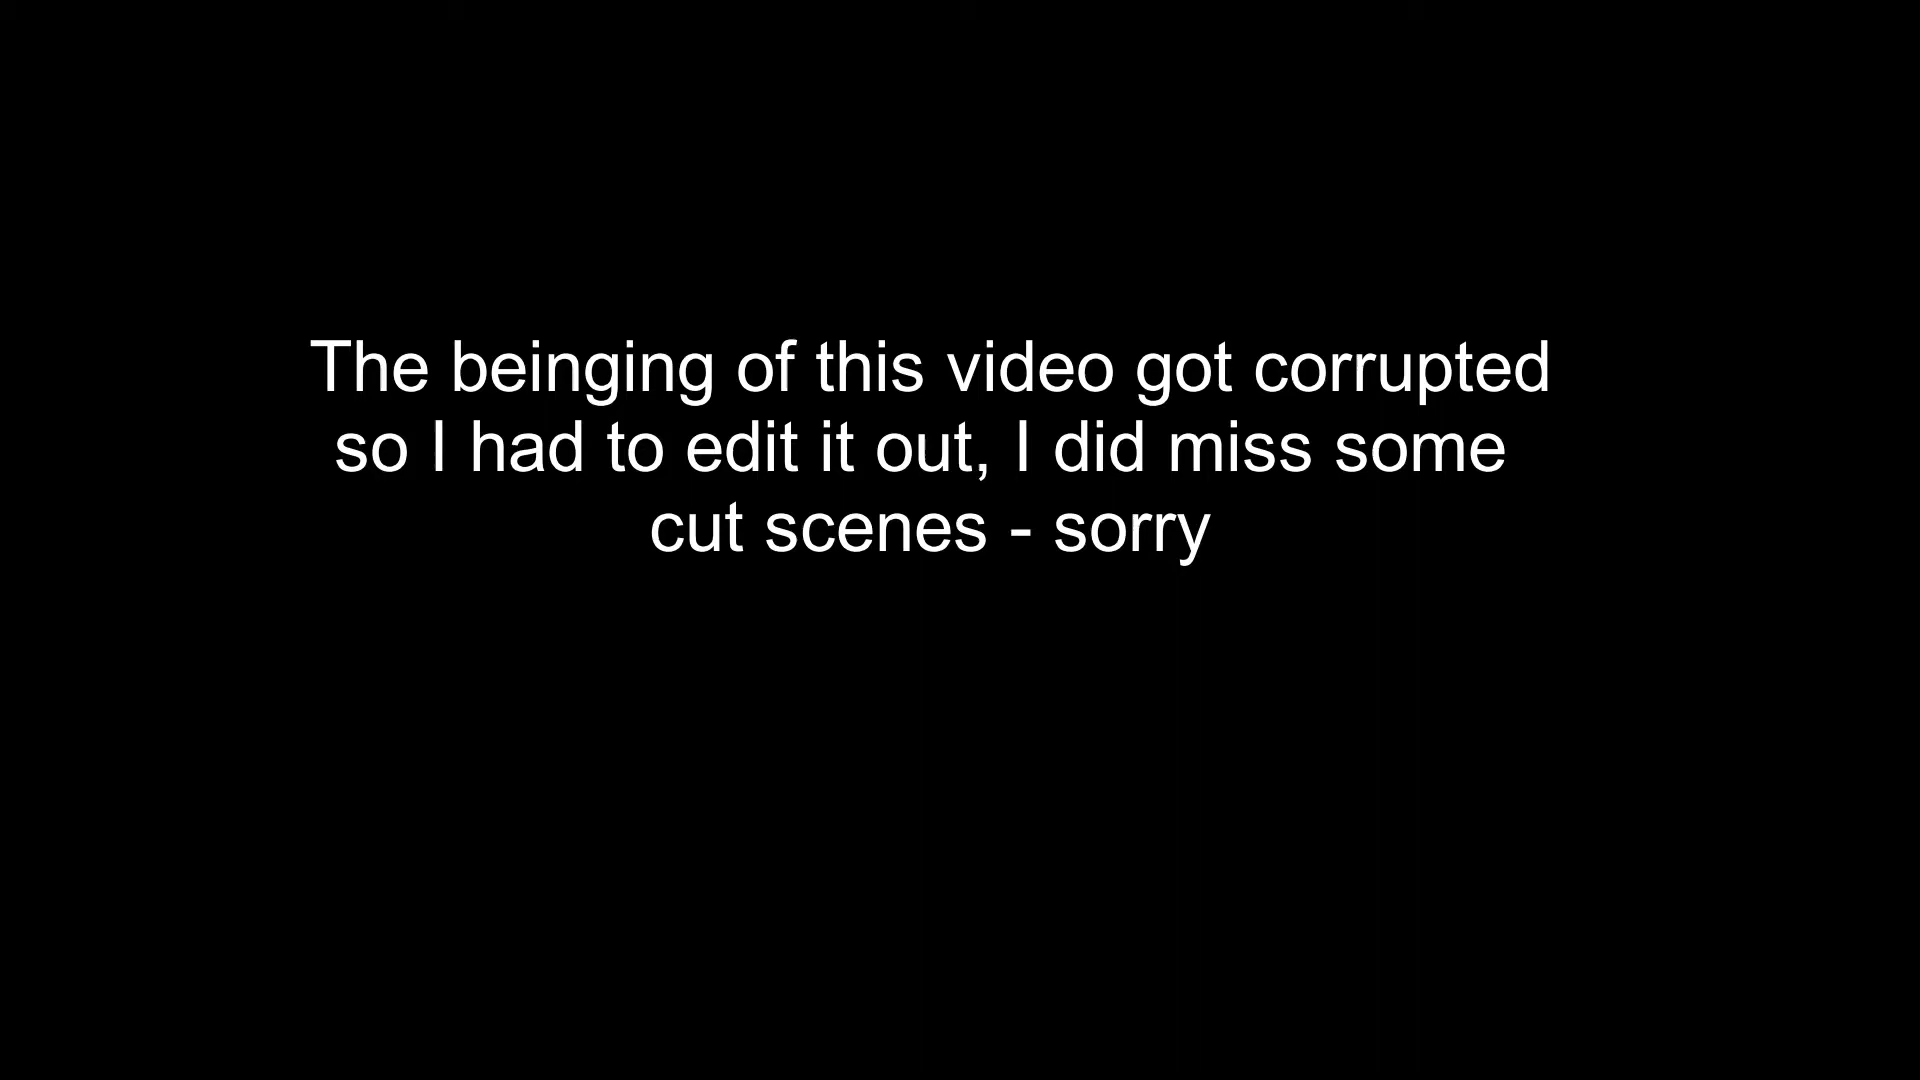 The beinging of this video got corrupted
so I had to edit it out, I did miss some
cut scenes - sorry